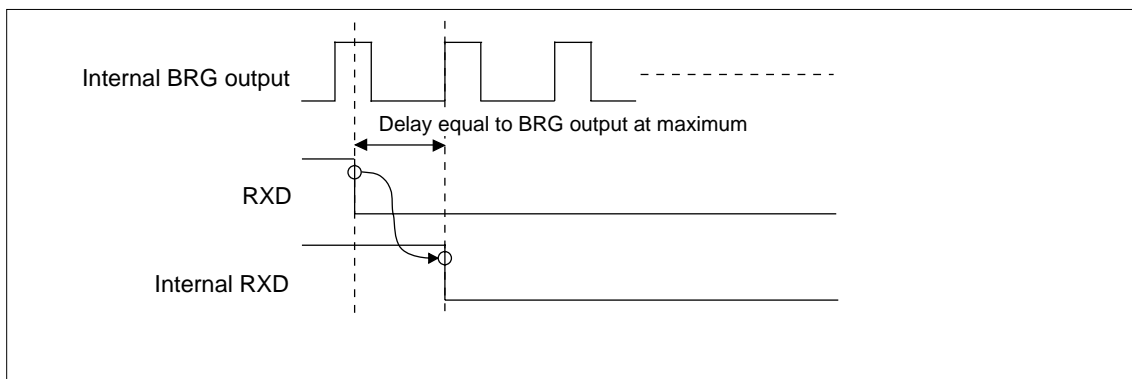 Internal BRG output
Delay equal to BRG output at maximum
RXD
Internal RXD